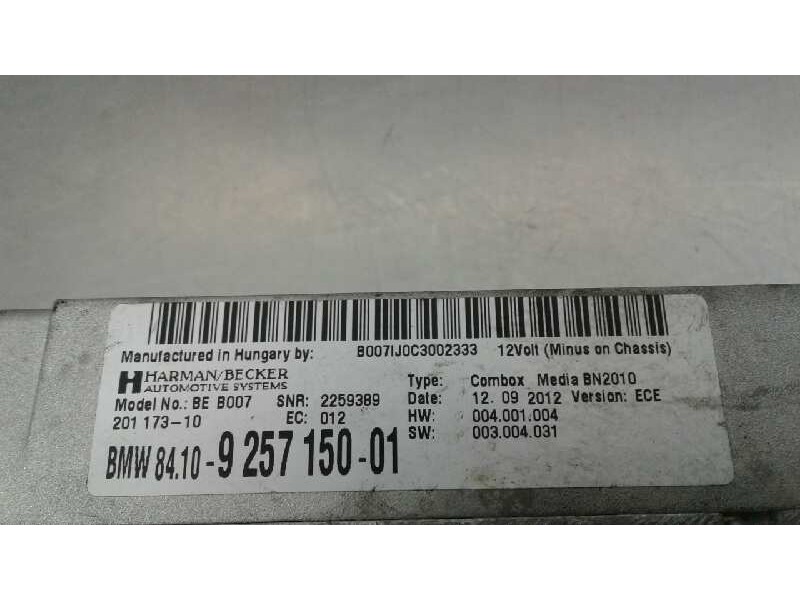 Manufactured in Hungary by: B007IJ0C3002333 12Volt (Minus on Chassis)
HARMAN/BECKER
AUTOMOTIVE SYSTEMS
Type: Combox Media BN2010
Model No.: BE B007 SNR: 2259389 Date: 12. 09 2012 Version: ECE
201 173-10 EC: 012 HW: 004.001.004
SW: 003.004.031
BMW 84.10-9 257 150-01